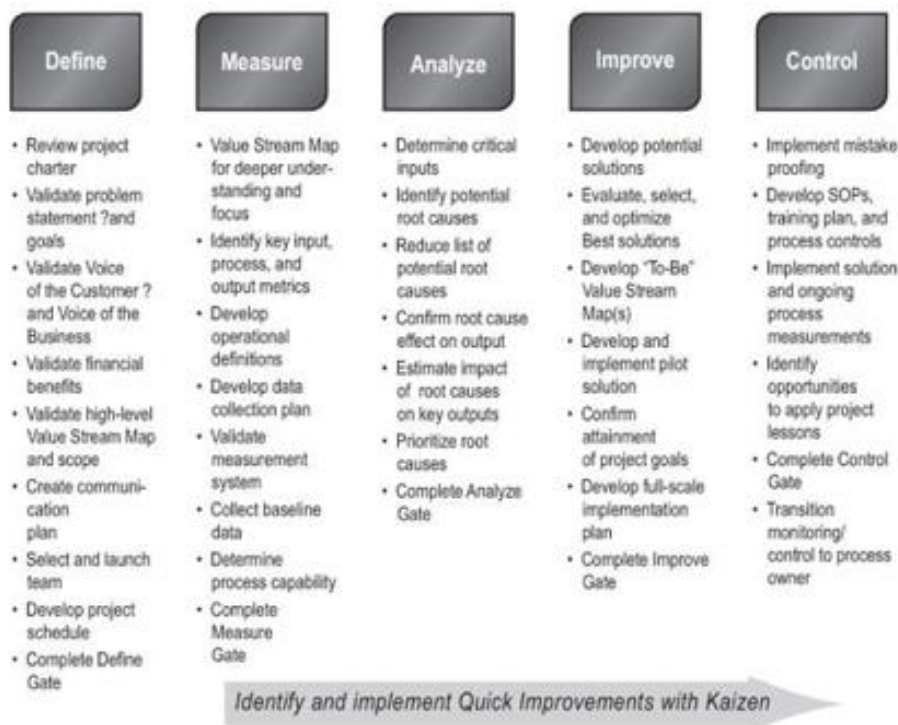 Define
Review project
charter
Validate problem
statement ?and
goals
Validate Voice
of the Customer ?
and Voice of the
Business
Validate financial
benefits
Validate high-level
Value Stream Map
and scope
Create communi-
cation
plan
Select and launch
team
Develop project
schedule
Complete Define
Gate
Measure
Value Stream Map
for deeper under-
standing and
focus
Identify key input,
process, and
output metrics
Develop
operational
definitions
Develop data
collection plan
Validate
measurement
system
Collect baseline
data
Determine
process capability
Complete
Measure
Gate
Analyze
Determine critical
inputs
Identify potential
root causes
Reduce list of
potential root
causes
Confirm root cause
effect on output
Estimate impact
of root causes
on key outputs
Prioritize root
causes
Complete Analyze
Gate
Improve
Develop potential
solutions
Evaluate, select,
and optimize
Best solutions
Develop “To-Be”
Value Stream
Map(s)
Develop and
implement pilot
solution
Confirm
attainment
of project goals
Develop full-scale
implementation
plan
Complete Improve
Gate
Control
Implement mistake
proofing
Develop SOPs,
training plan, and
process controls
Implement solution
and ongoing
process
measurements
Identify
opportunities
to apply project
lessons
Complete Control
Gate
Transition
monitoring/
control to process
owner
Identify and implement Quick Improvements with Kaizen